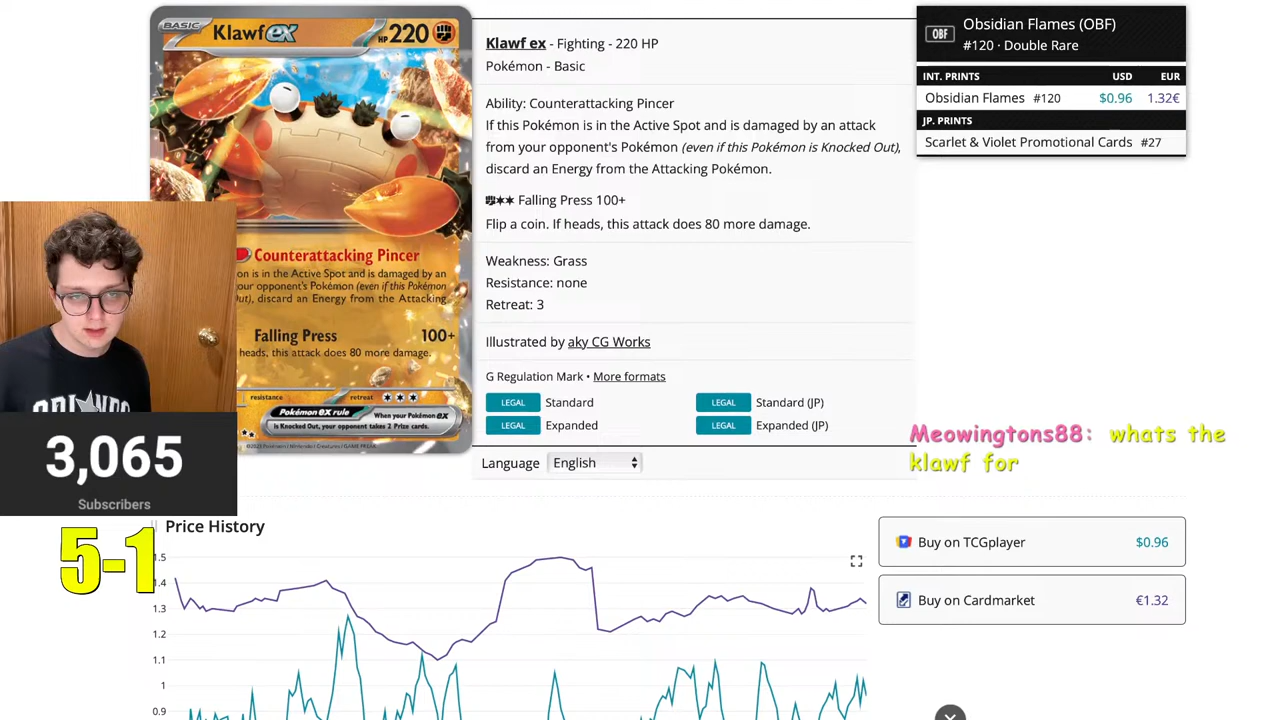 BASIC Klawf ex HP 220
Klawf ex - Fighting - 220 HP
Pokémon - Basic
Ability: Counterattacking Pincer
If this Pokémon is in the Active Spot and is damaged by an attack
from your opponent's Pokémon (even if this Pokémon is Knocked Out),
discard an Energy from the Attacking Pokémon.
Falling Press 100+
Flip a coin. If heads, this attack does 80 more damage.
Weakness: Grass
Resistance: none
Retreat: 3
Illustrated by aky CG Works
G Regulation Mark • More formats
LEGAL Standard LEGAL Standard (JP)
LEGAL Expanded LEGAL Expanded (JP)
Language English
OBF Obsidian Flames (OBF)
#120 · Double Rare
INT. PRINTS USD EUR
Obsidian Flames #120 $0.96 1.32€
JP. PRINTS
Scarlet & Violet Promotional Cards #27
Counterattacking Pincer
on is in the Active Spot and is damaged by an
our opponent's Pokémon (even if this Pokémon
ut), discard an Energy from the Attacking
Falling Press 100+
heads, this attack does 80 more damage.
resistance retreat
Pokémon ex rule When your Pokémon ex
is Knocked Out, your opponent takes 2 Prize cards.
3,065
Subscribers
5-1
Meowingtons88: whats the
klawf for
Price History
1.5
1.4
1.3
1.2
1.1
1
0.9
Buy on TCGplayer $0.96
Buy on Cardmarket €1.32